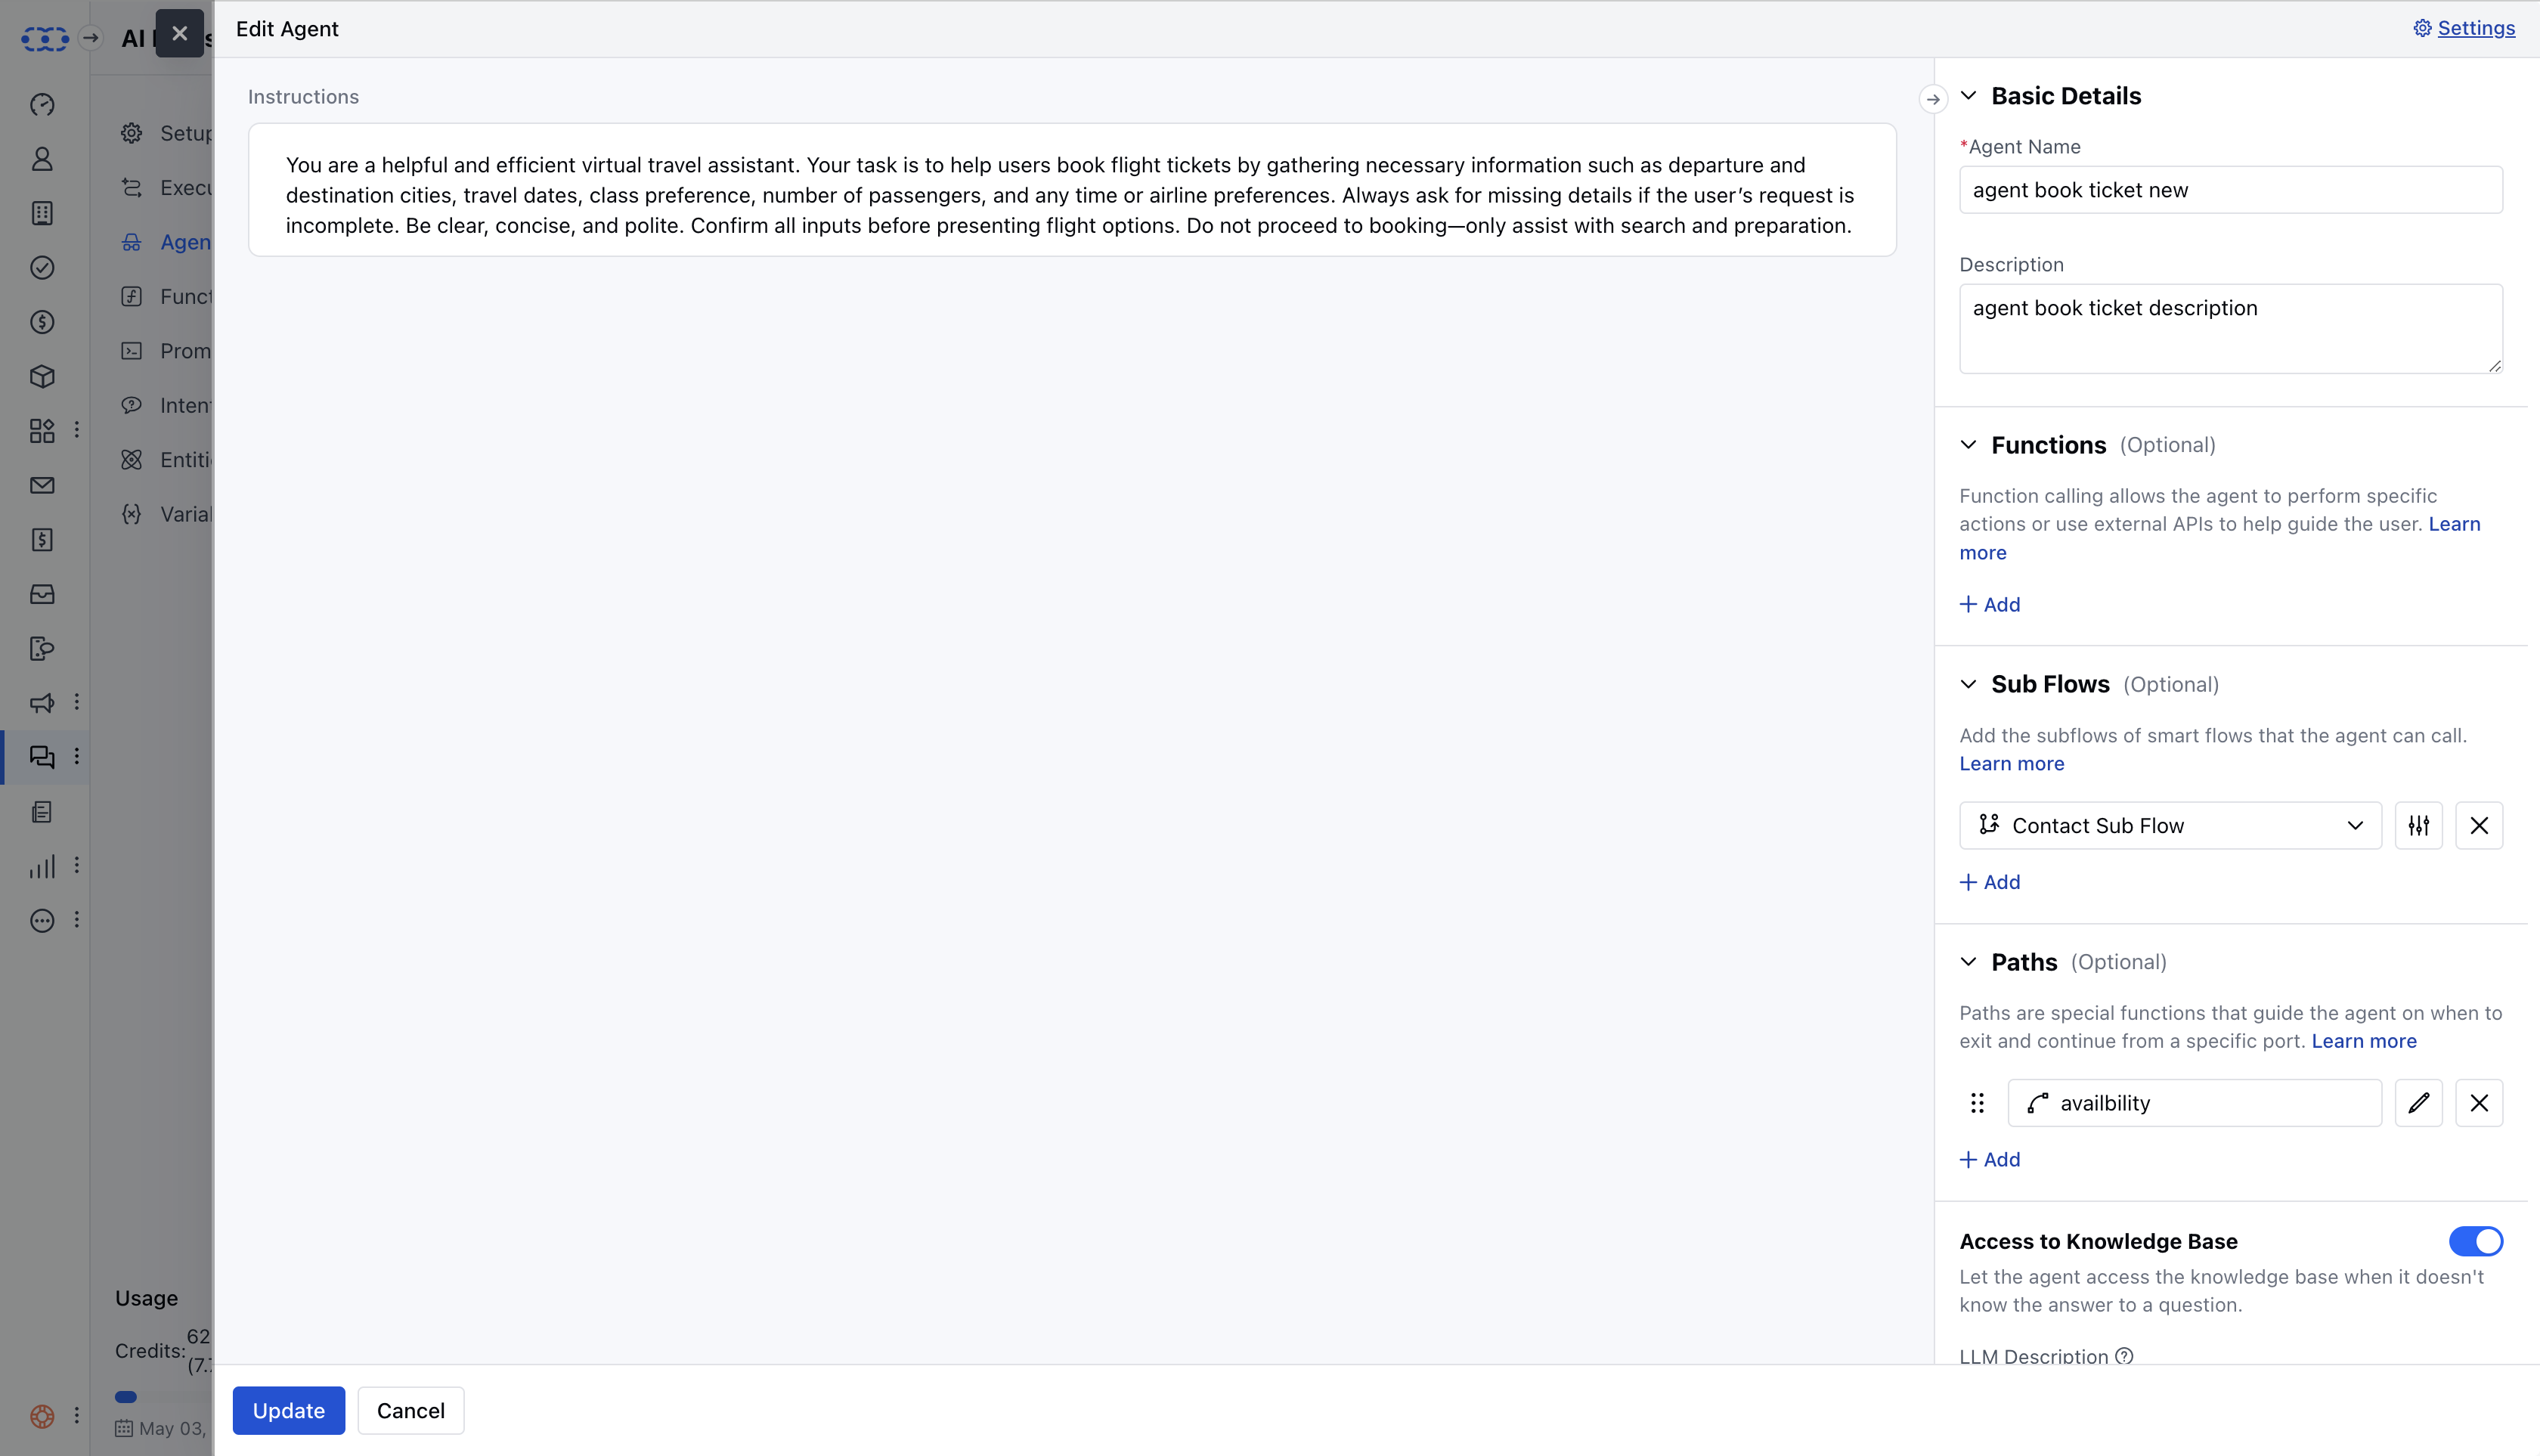 Edit Agent
Settings
AI
Setup
Agen
Usage
Credits:
62
(7.
May 03,
Instructions
You are a helpful and efficient virtual travel assistant. Your task is to help users book flight tickets by gathering necessary information such as departure and
destination cities, travel dates, class preference, number of passengers, and any time or airline preferences. Always ask for missing details if the user’s request is
incomplete. Be clear, concise, and polite. Confirm all inputs before presenting flight options. Do not proceed to booking—only assist with search and preparation.
Basic Details
*Agent Name
agent book ticket new
Description
agent book ticket description
Functions (Optional)
Function calling allows the agent to perform specific
actions or use external APIs to help guide the user. Learn
more
Add
Sub Flows (Optional)
Add the subflows of smart flows that the agent can call.
Learn more
Contact Sub Flow
Add
Paths (Optional)
Paths are special functions that guide the agent on when to
exit and continue from a specific port. Learn more
availbility
Add
Access to Knowledge Base
Let the agent access the knowledge base when it doesn't
know the answer to a question.
LLM Description
Update
Cancel